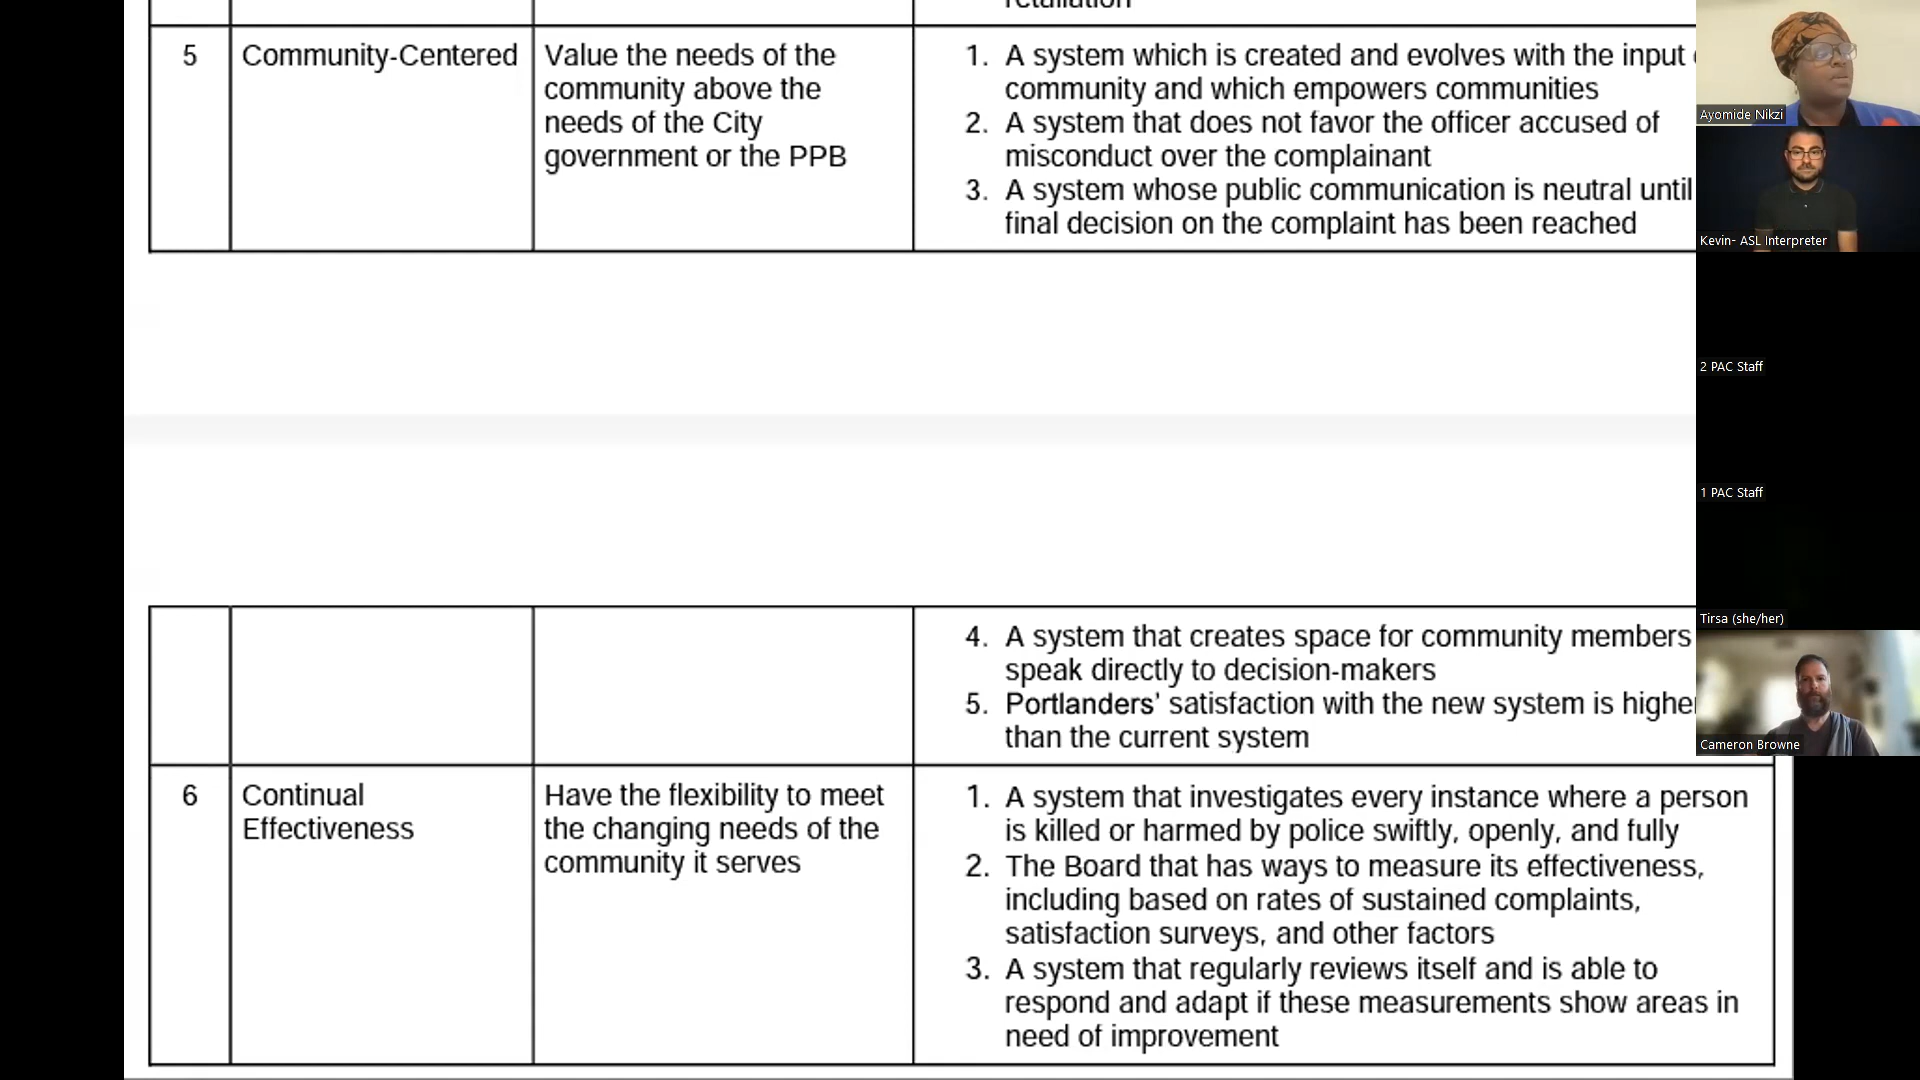 retaliation
5
Community-Centered
Value the needs of the
community above the
needs of the City
government or the PPB
1. A system which is created and evolves with the input
community and which empowers communities
2. A system that does not favor the officer accused of
misconduct over the complainant
3. A system whose public communication is neutral until
final decision on the complaint has been reached
4. A system that creates space for community members
speak directly to decision-makers
5. Portlanders' satisfaction with the new system is highe
than the current system
6
Continual
Effectiveness
Have the flexibility to meet
the changing needs of the
community it serves
1. A system that investigates every instance where a person
is killed or harmed by police swiftly, openly, and fully
2. The Board that has ways to measure its effectiveness,
including based on rates of sustained complaints,
satisfaction surveys, and other factors
3. A system that regularly reviews itself and is able to
respond and adapt if these measurements show areas in
need of improvement
Ayomide Nikzi
Kevin- ASL Interpreter
2 PAC Staff
1 PAC Staff
Tirsa (she/her)
Cameron Browne